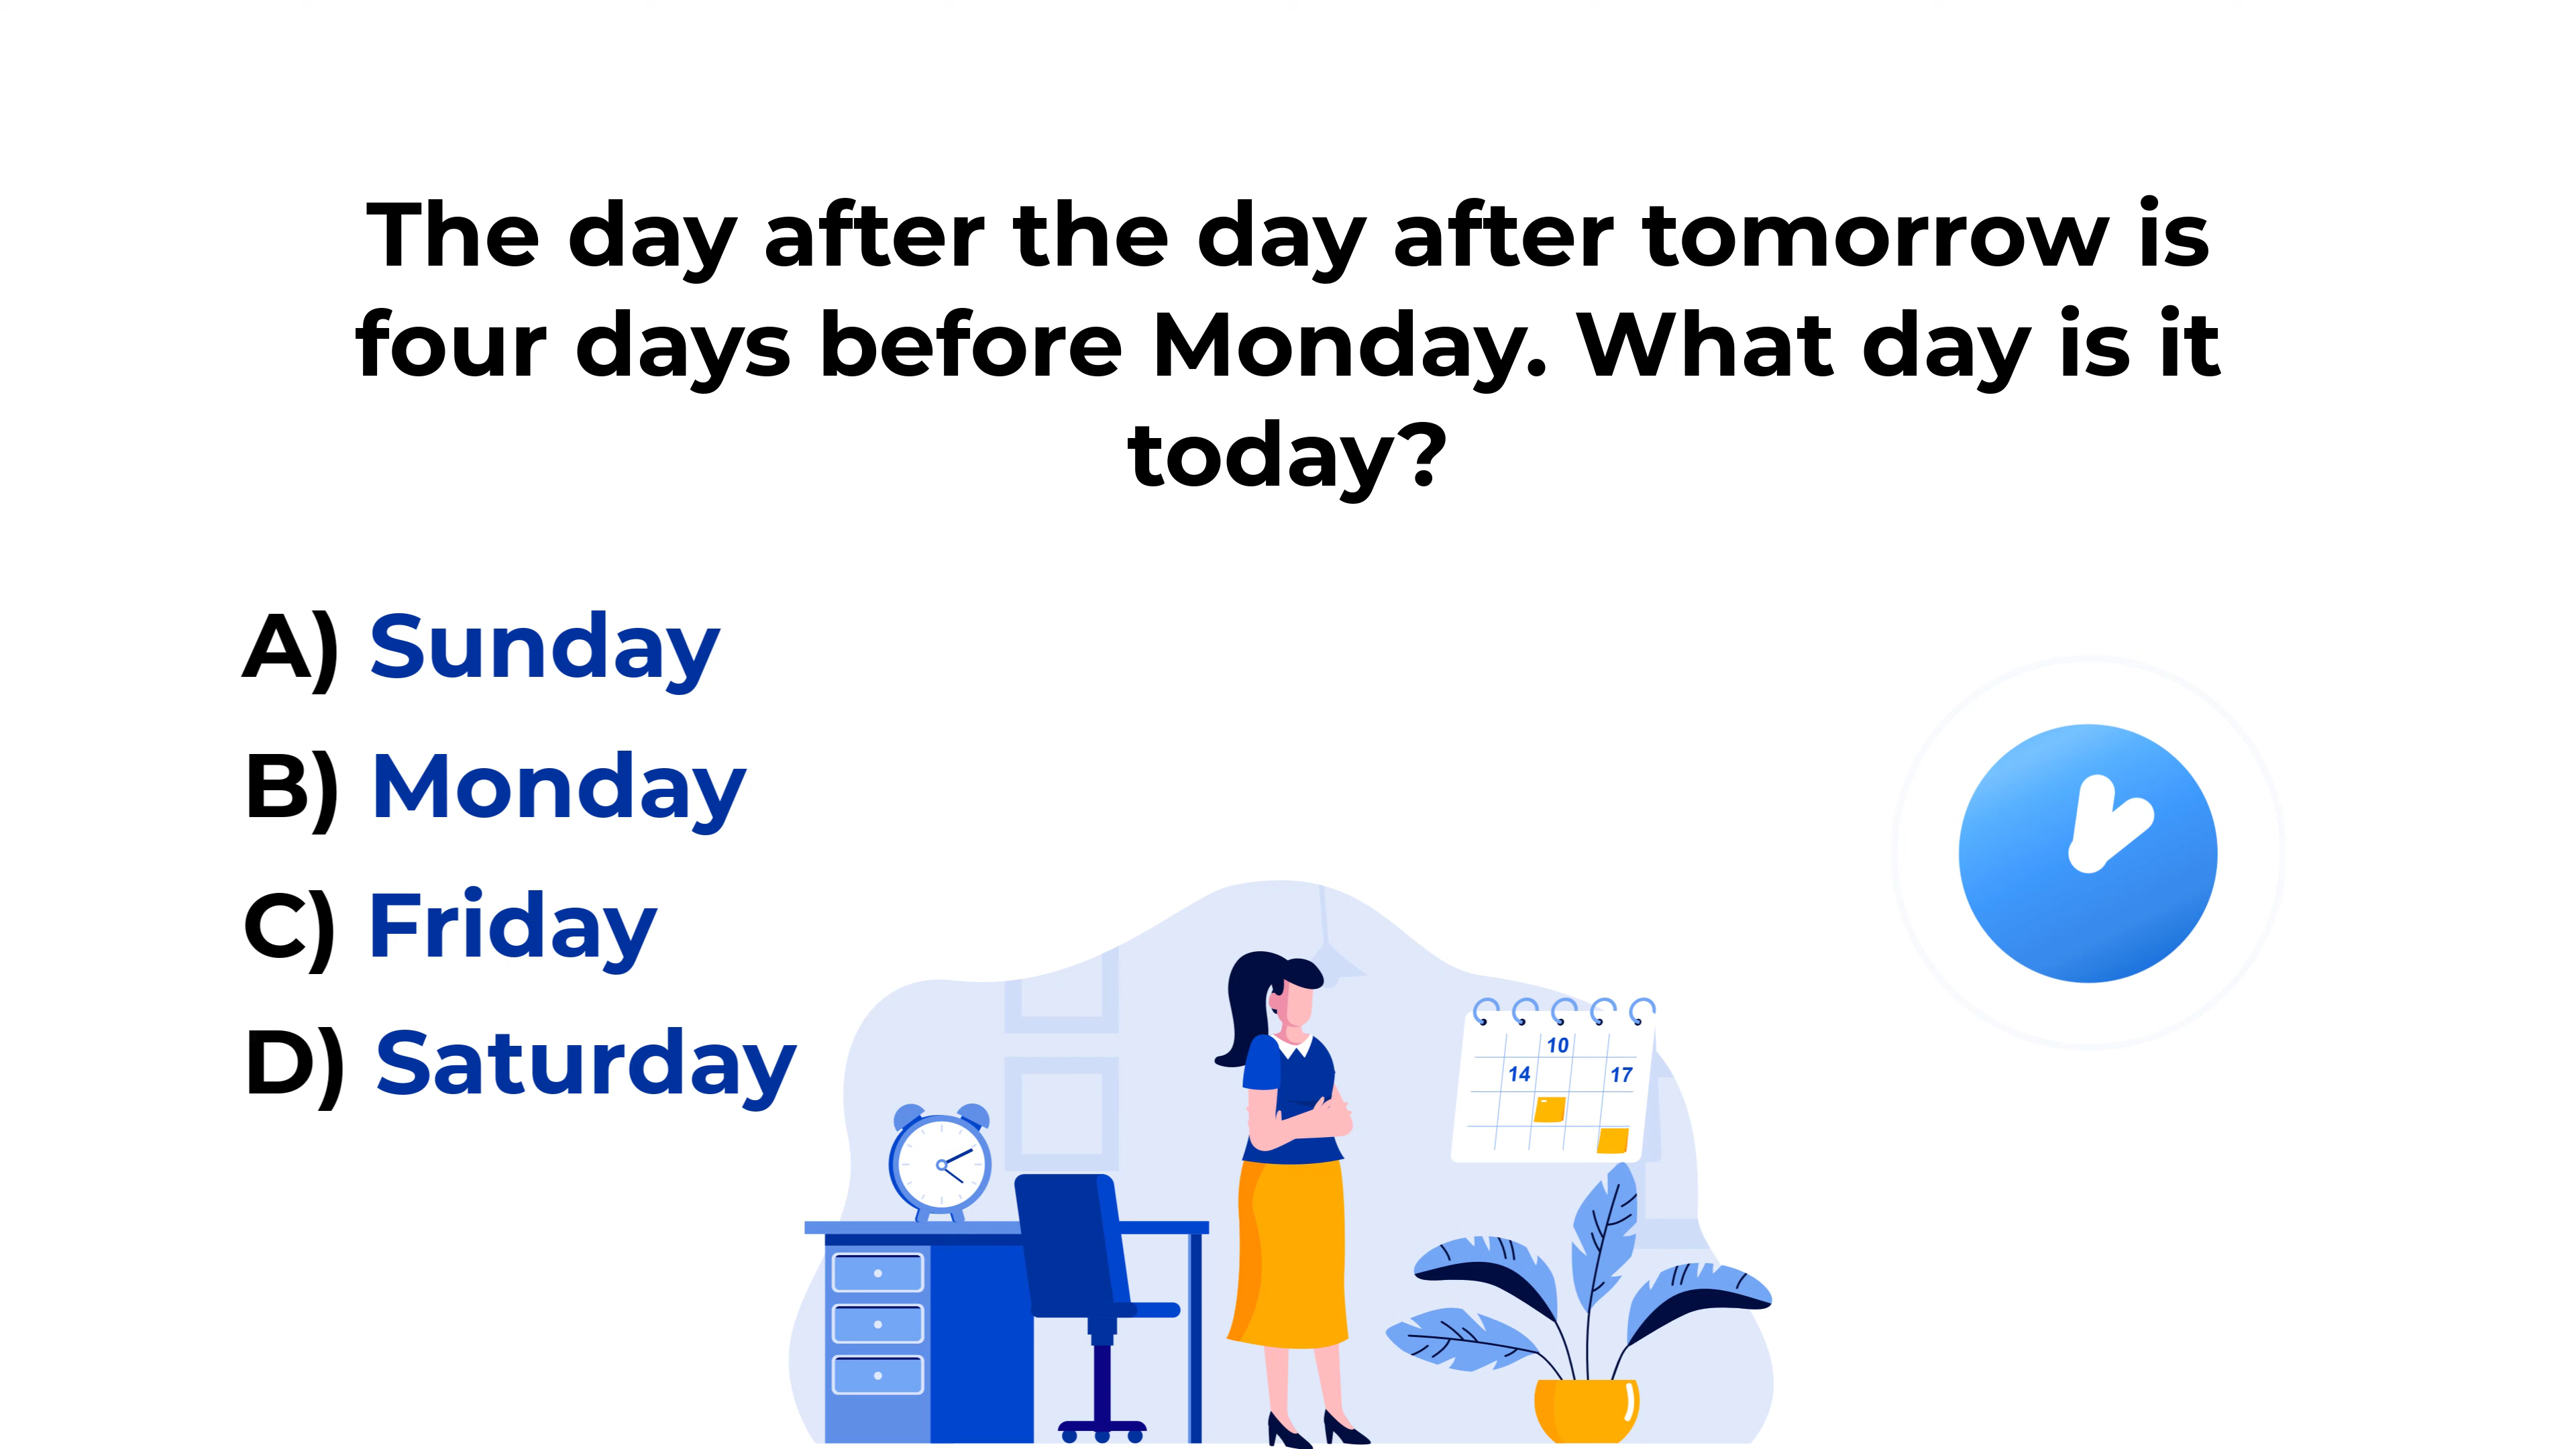 The day after the day after tomorrow is
four days before Monday. What day is it
today?
A) Sunday
B) Monday
C) Friday
D) Saturday
10
14 17